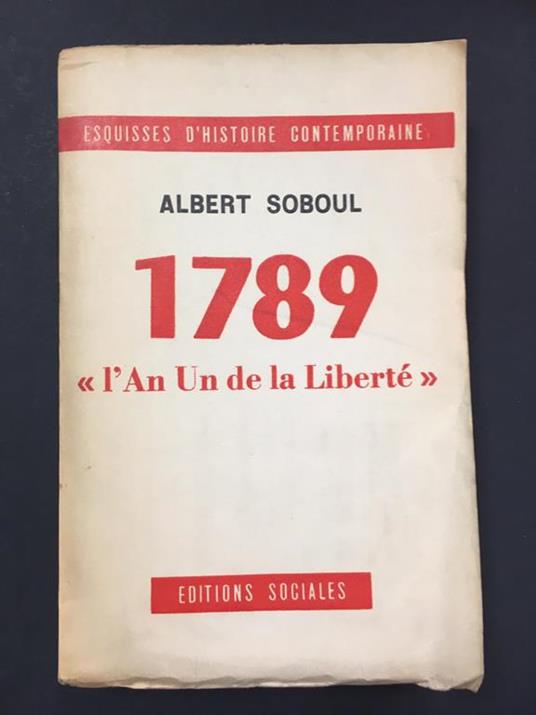 ESQUISSES D'HISTOIRE CONTEMPORAINE
ALBERT SOBOUL
1789
« l'An Un de la Liberté »
EDITIONS SOCIALES